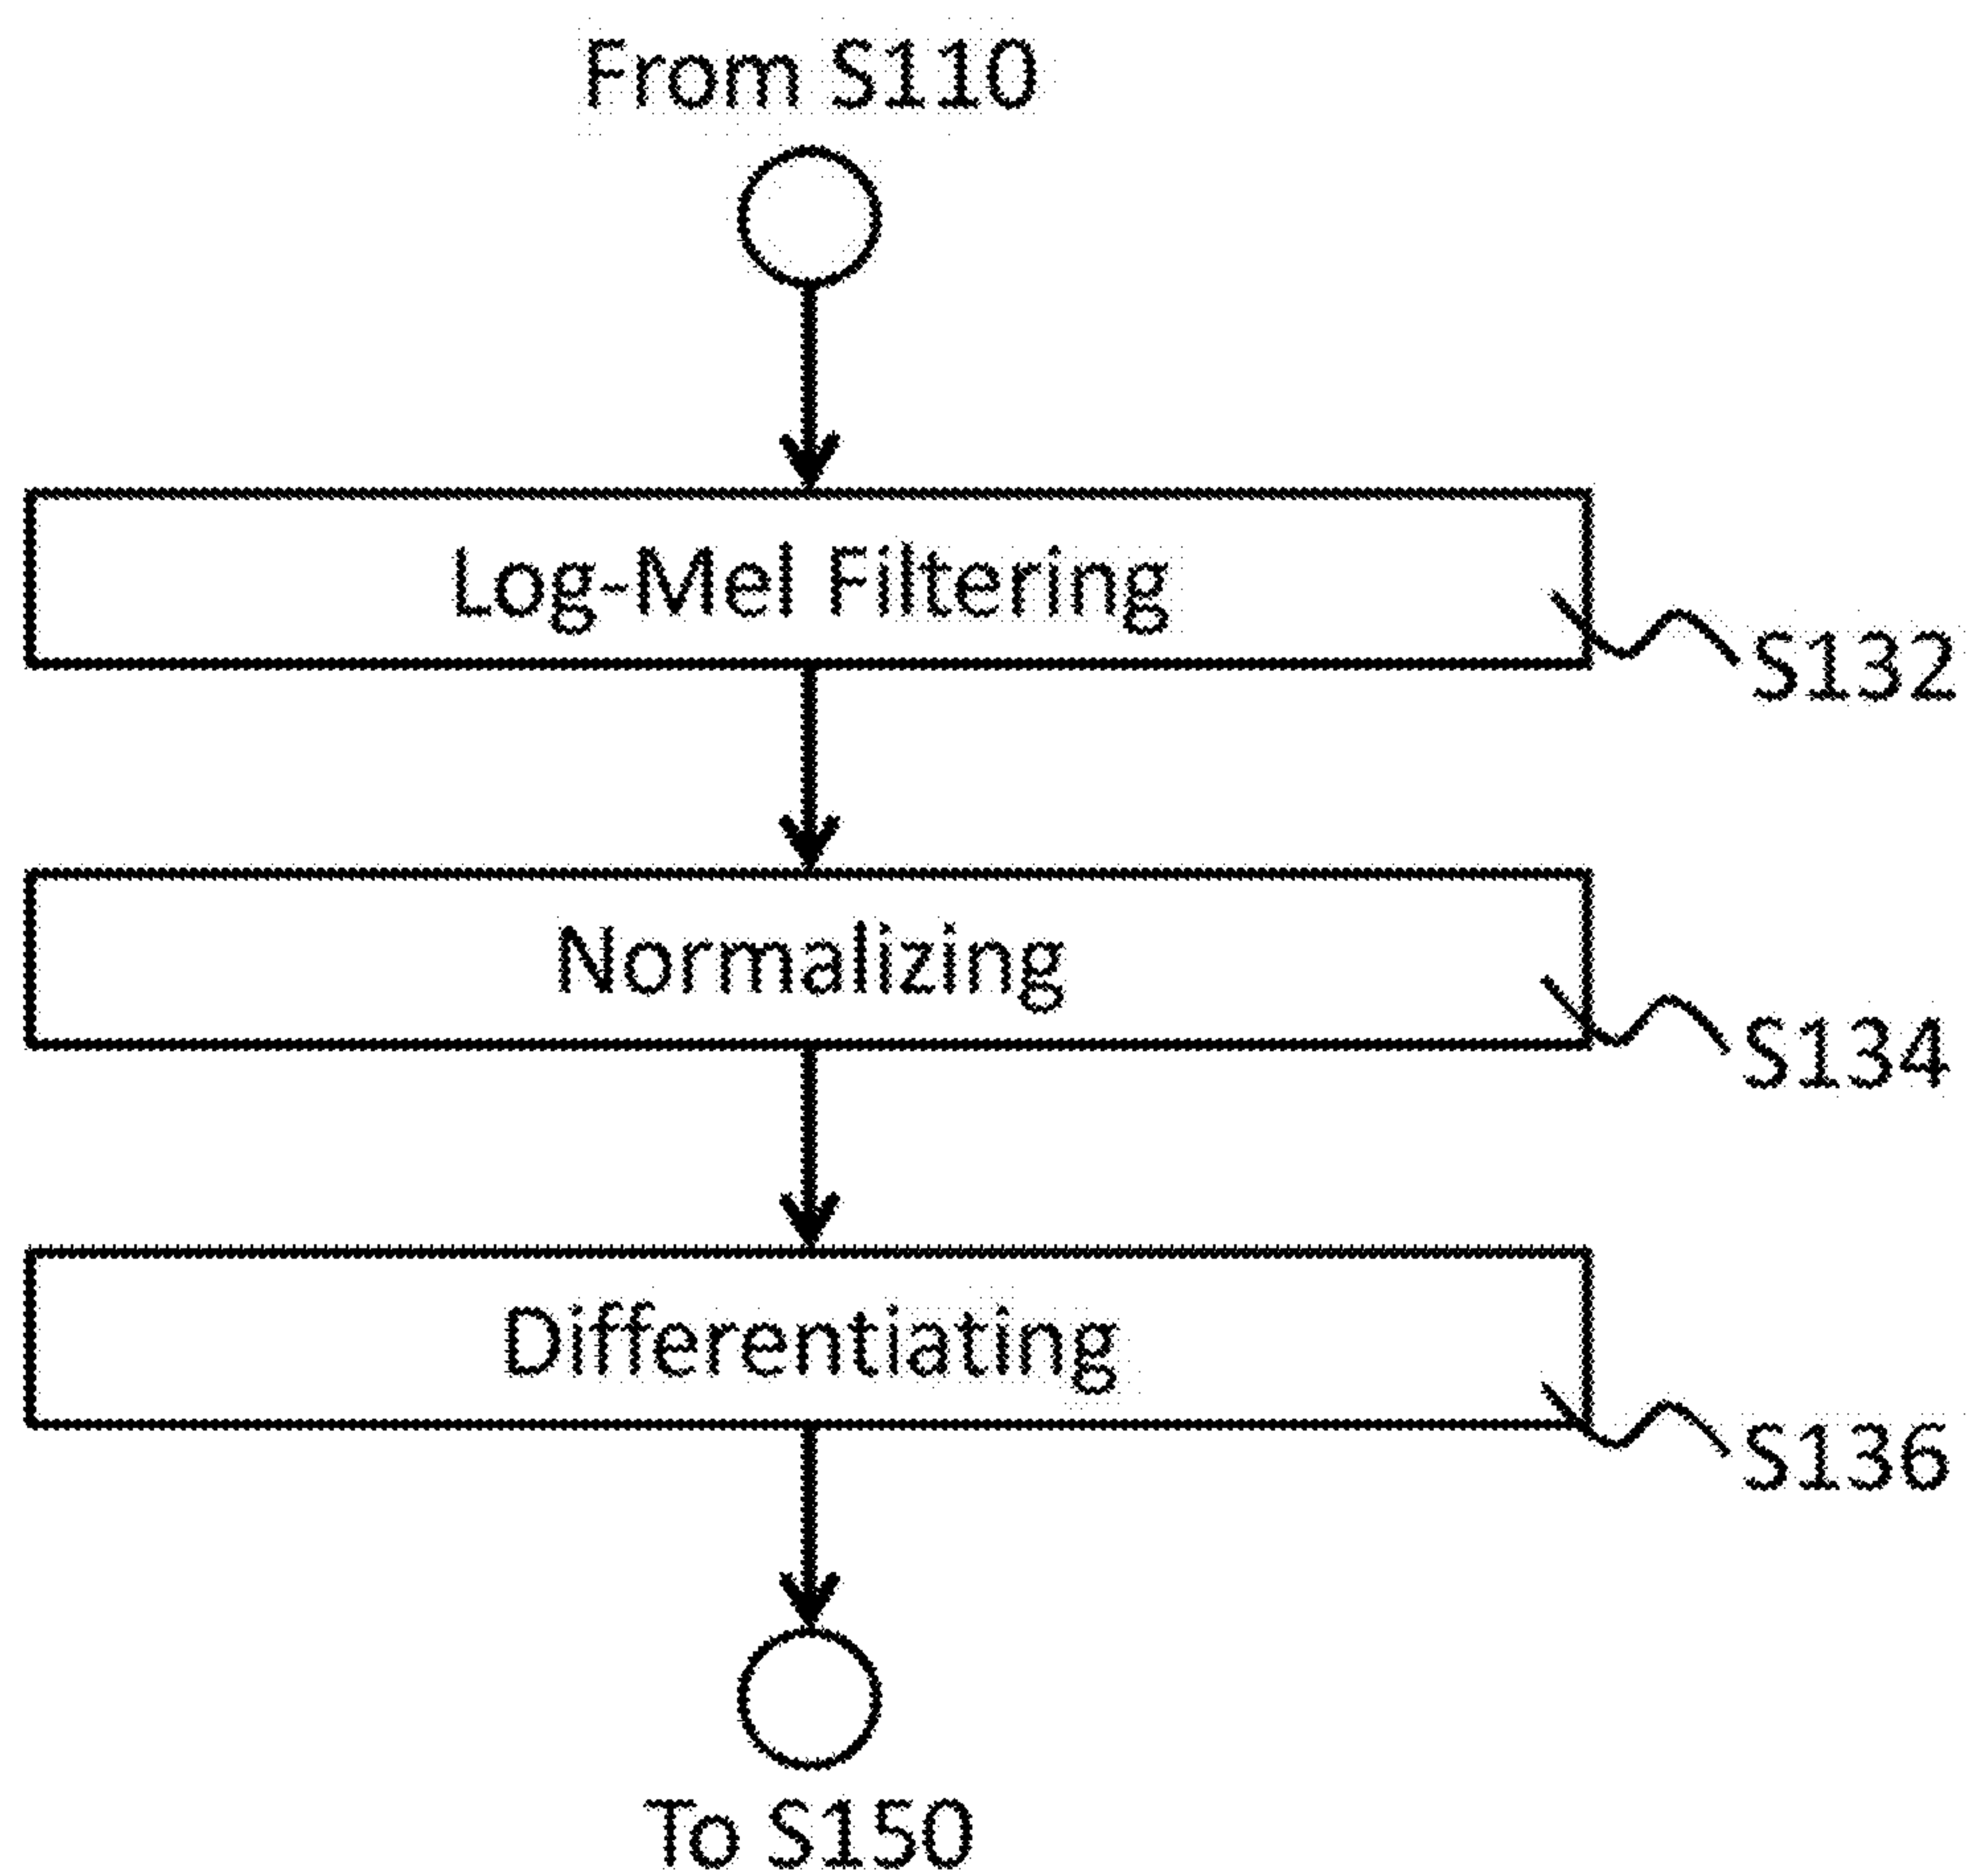 From S110
Log-Mel Filtering
S132
Normalizing
S134
Differentiating
S136
To S150